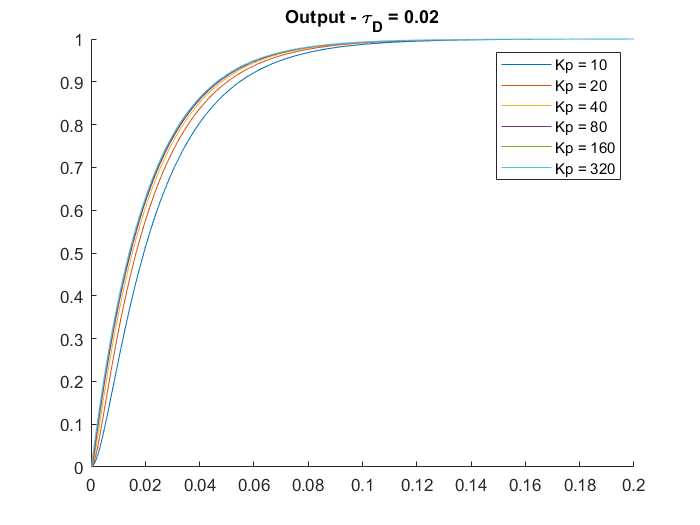 Output - τD = 0.02
1
0.9
0.8
0.7
0.6
0.5
0.4
0.3
0.2
0.1
0
Kp = 10
Kp = 20
Kp = 40
Kp = 80
Kp = 160
Kp = 320
0 0.02 0.04 0.06 0.08 0.1 0.12 0.14 0.16 0.18 0.2